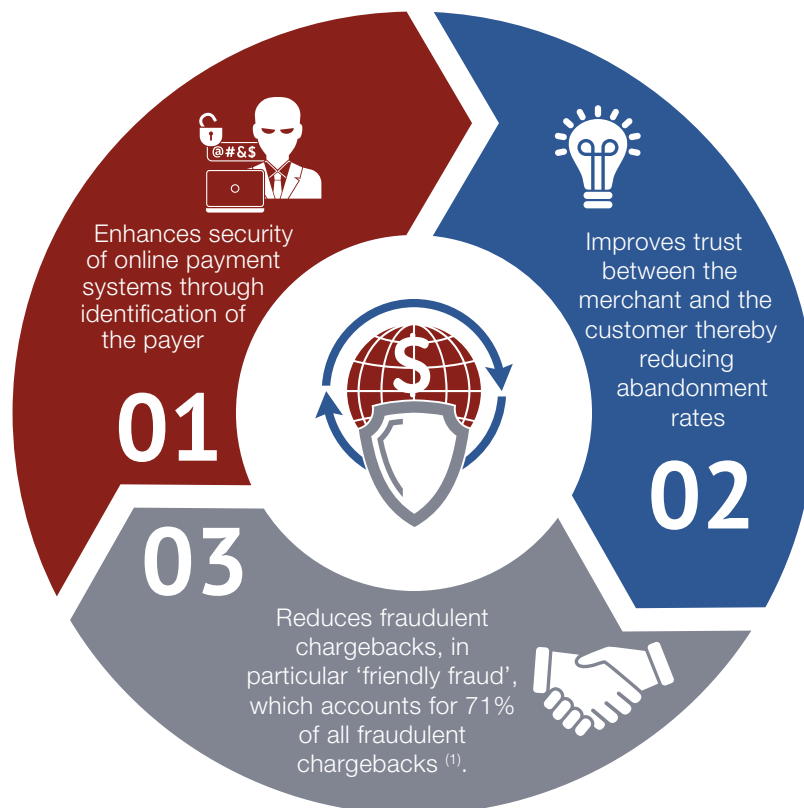 @#&$
Enhances security
of online payment
systems through
identification of
the payer
01
Improves trust
between the
merchant and the
customer thereby
reducing
abandonment
rates
02
03
Reduces fraudulent
chargebacks, in
particular ‘friendly fraud’,
which accounts for 71%
of all fraudulent
chargebacks (1).
$